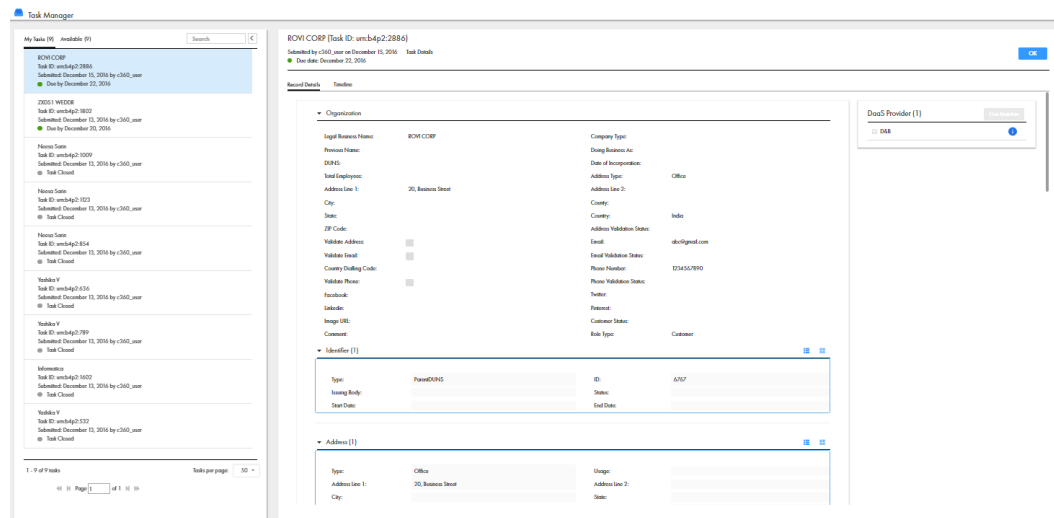 Task Manager
My Tasks (9) Available (9) Search
ROVI CORP
Task ID: urn:b4p2:2886
Submitted: December 15, 2016 by c360_user
Due by December 22, 2016
ZXDS1 WEDDR
Task ID: urn:b4p2:1802
Submitted: December 13, 2016 by c360_user
Due by December 20, 2016
Neena Sarin
Task ID: urn:b4p2:1009
Submitted: December 13, 2016 by c360_user
Task Closed
Neena Sarin
Task ID: urn:b4p2:1123
Submitted: December 13, 2016 by c360_user
Task Closed
Neena Sarin
Task ID: urn:b4p2:854
Submitted: December 13, 2016 by c360_user
Task Closed
Yashika V
Task ID: urn:b4p2:636
Submitted: December 13, 2016 by c360_user
Task Closed
Yashika V
Task ID: urn:b4p2:789
Submitted: December 13, 2016 by c360_user
Task Closed
Informatica
Task ID: urn:b4p2:1602
Submitted: December 13, 2016 by c360_user
Task Closed
Yashika V
Task ID: urn:b4p2:532
Submitted: December 13, 2016 by c360_user
Task Closed
1 - 9 of 9 tasks Tasks per page: 50
Page 1 of 1
ROVI CORP (Task ID: urn:b4p2:2886)
Submitted by c360_user on December 15, 2016 Task Details
Due date: December 22, 2016
OK
Record Details Timeline
Organization
Legal Business Name: ROVI CORP Company Type:
Previous Name: Doing Business As:
DUNS: Date of Incorporation:
Total Employees: Address Type: Office
Address Line 1: 20, Business Street Address Line 2:
City: County:
State: Country: India
ZIP Code: Address Validation Status:
Validate Address: Email: abc@gmail.com
Validate Email: Email Validation Status:
Country Dialling Code: Phone Number: 1234567890
Validate Phone: Phone Validation Status:
Facebook: Twitter:
Linkedin: Pinterest:
Image URL: Customer Status:
Comment: Role Type: Customer
Identifier (1)
Type: ParentDUNS ID: 6767
Issuing Body: Status:
Start Date: End Date:
Address (1)
Type: Office Usage:
Address Line 1: 20, Business Street Address Line 2:
City: State:
DaaS Provider (1)
D&B